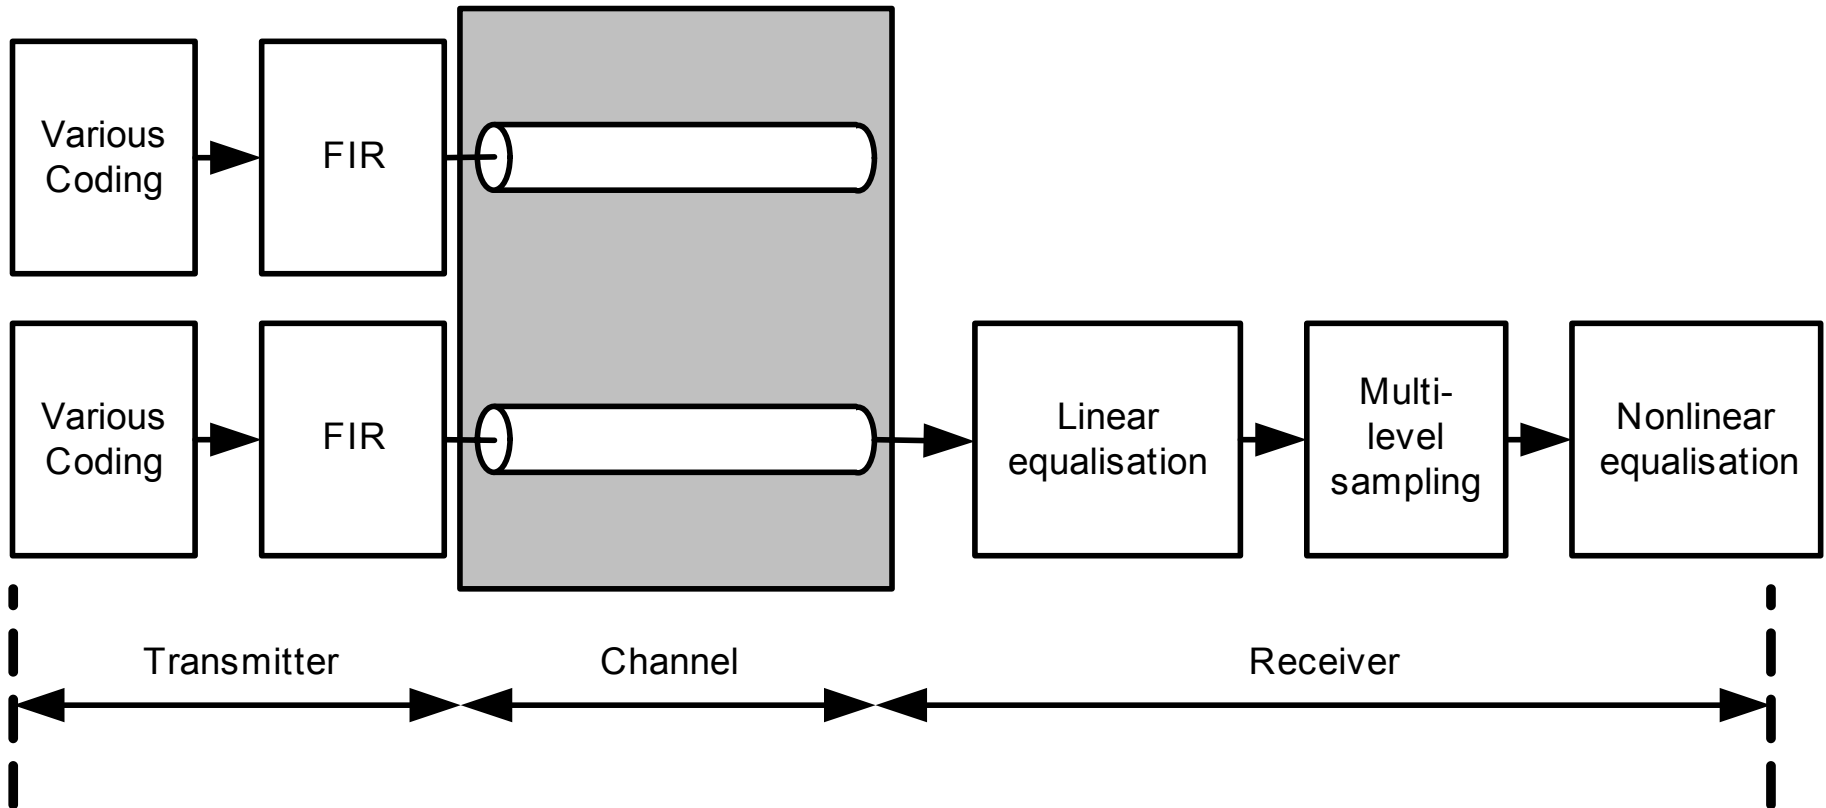 Various
Coding
FIR
Various
Coding
FIR
Linear
equalisation
Multi-
level
sampling
Nonlinear
equalisation
Transmitter
Channel
Receiver